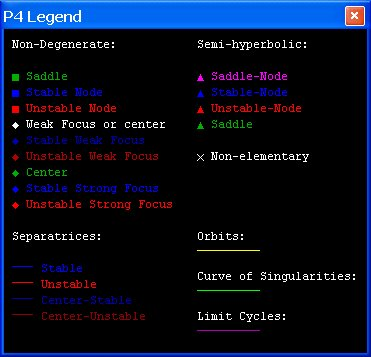 P4 Legend
Non-Degenerate:
Saddle
Stable Node
Unstable Node
Weak Focus or center
Stable Weak Focus
Unstable Weak Focus
Center
Stable Strong Focus
Unstable Strong Focus
Semi-hyperbolic:
Saddle-Node
Stable-Node
Unstable-Node
Saddle
Non-elementary
Separatrices:
Stable
Unstable
Center-Stable
Center-Unstable
Orbits:
Curve of Singularities:
Limit Cycles: